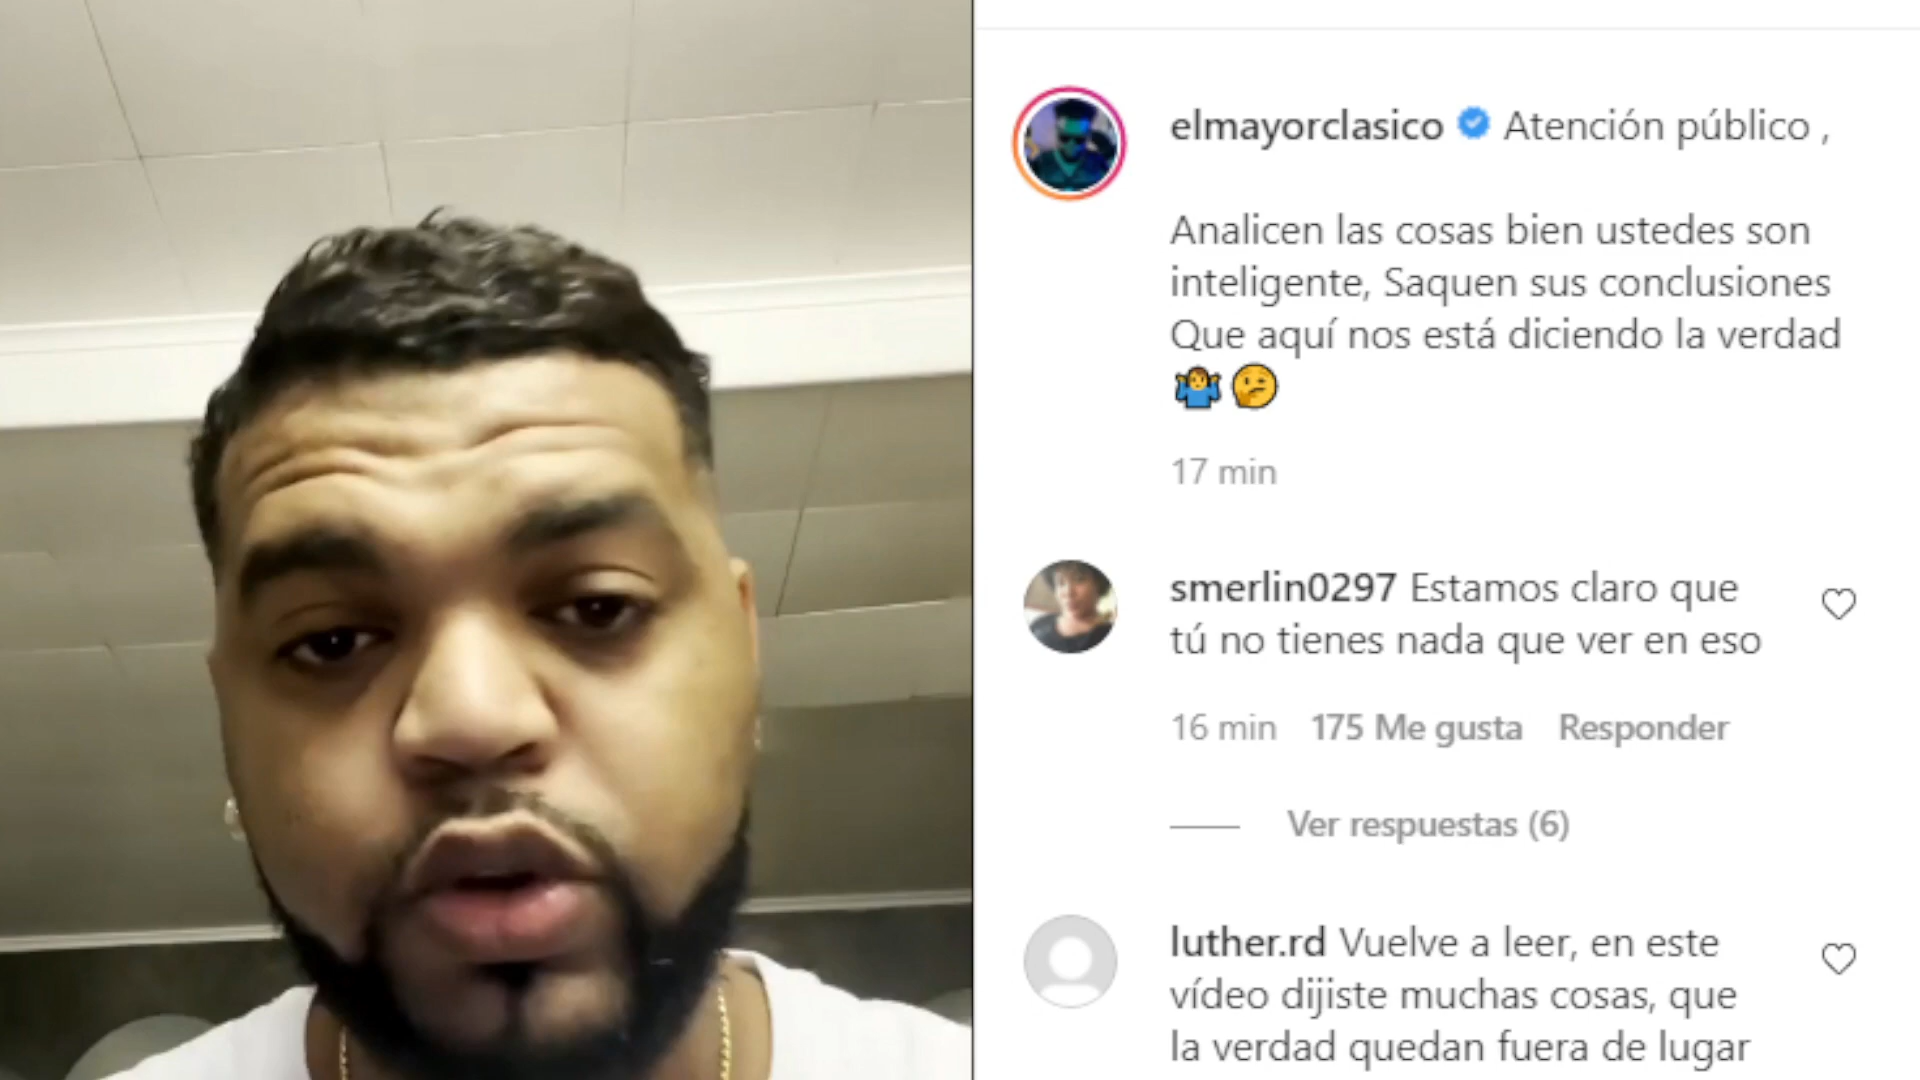 elmayorclasico Atención público ,
Analicen las cosas bien ustedes son
inteligente, Saquen sus conclusiones
Que aquí nos está diciendo la verdad
🤷‍♂️🤔
17 min
smerlin0297 Estamos claro que
tú no tienes nada que ver en eso
16 min 175 Me gusta Responder
Ver respuestas (6)
luther.rd Vuelve a leer, en este
vídeo dijiste muchas cosas, que
la verdad quedan fuera de lugar